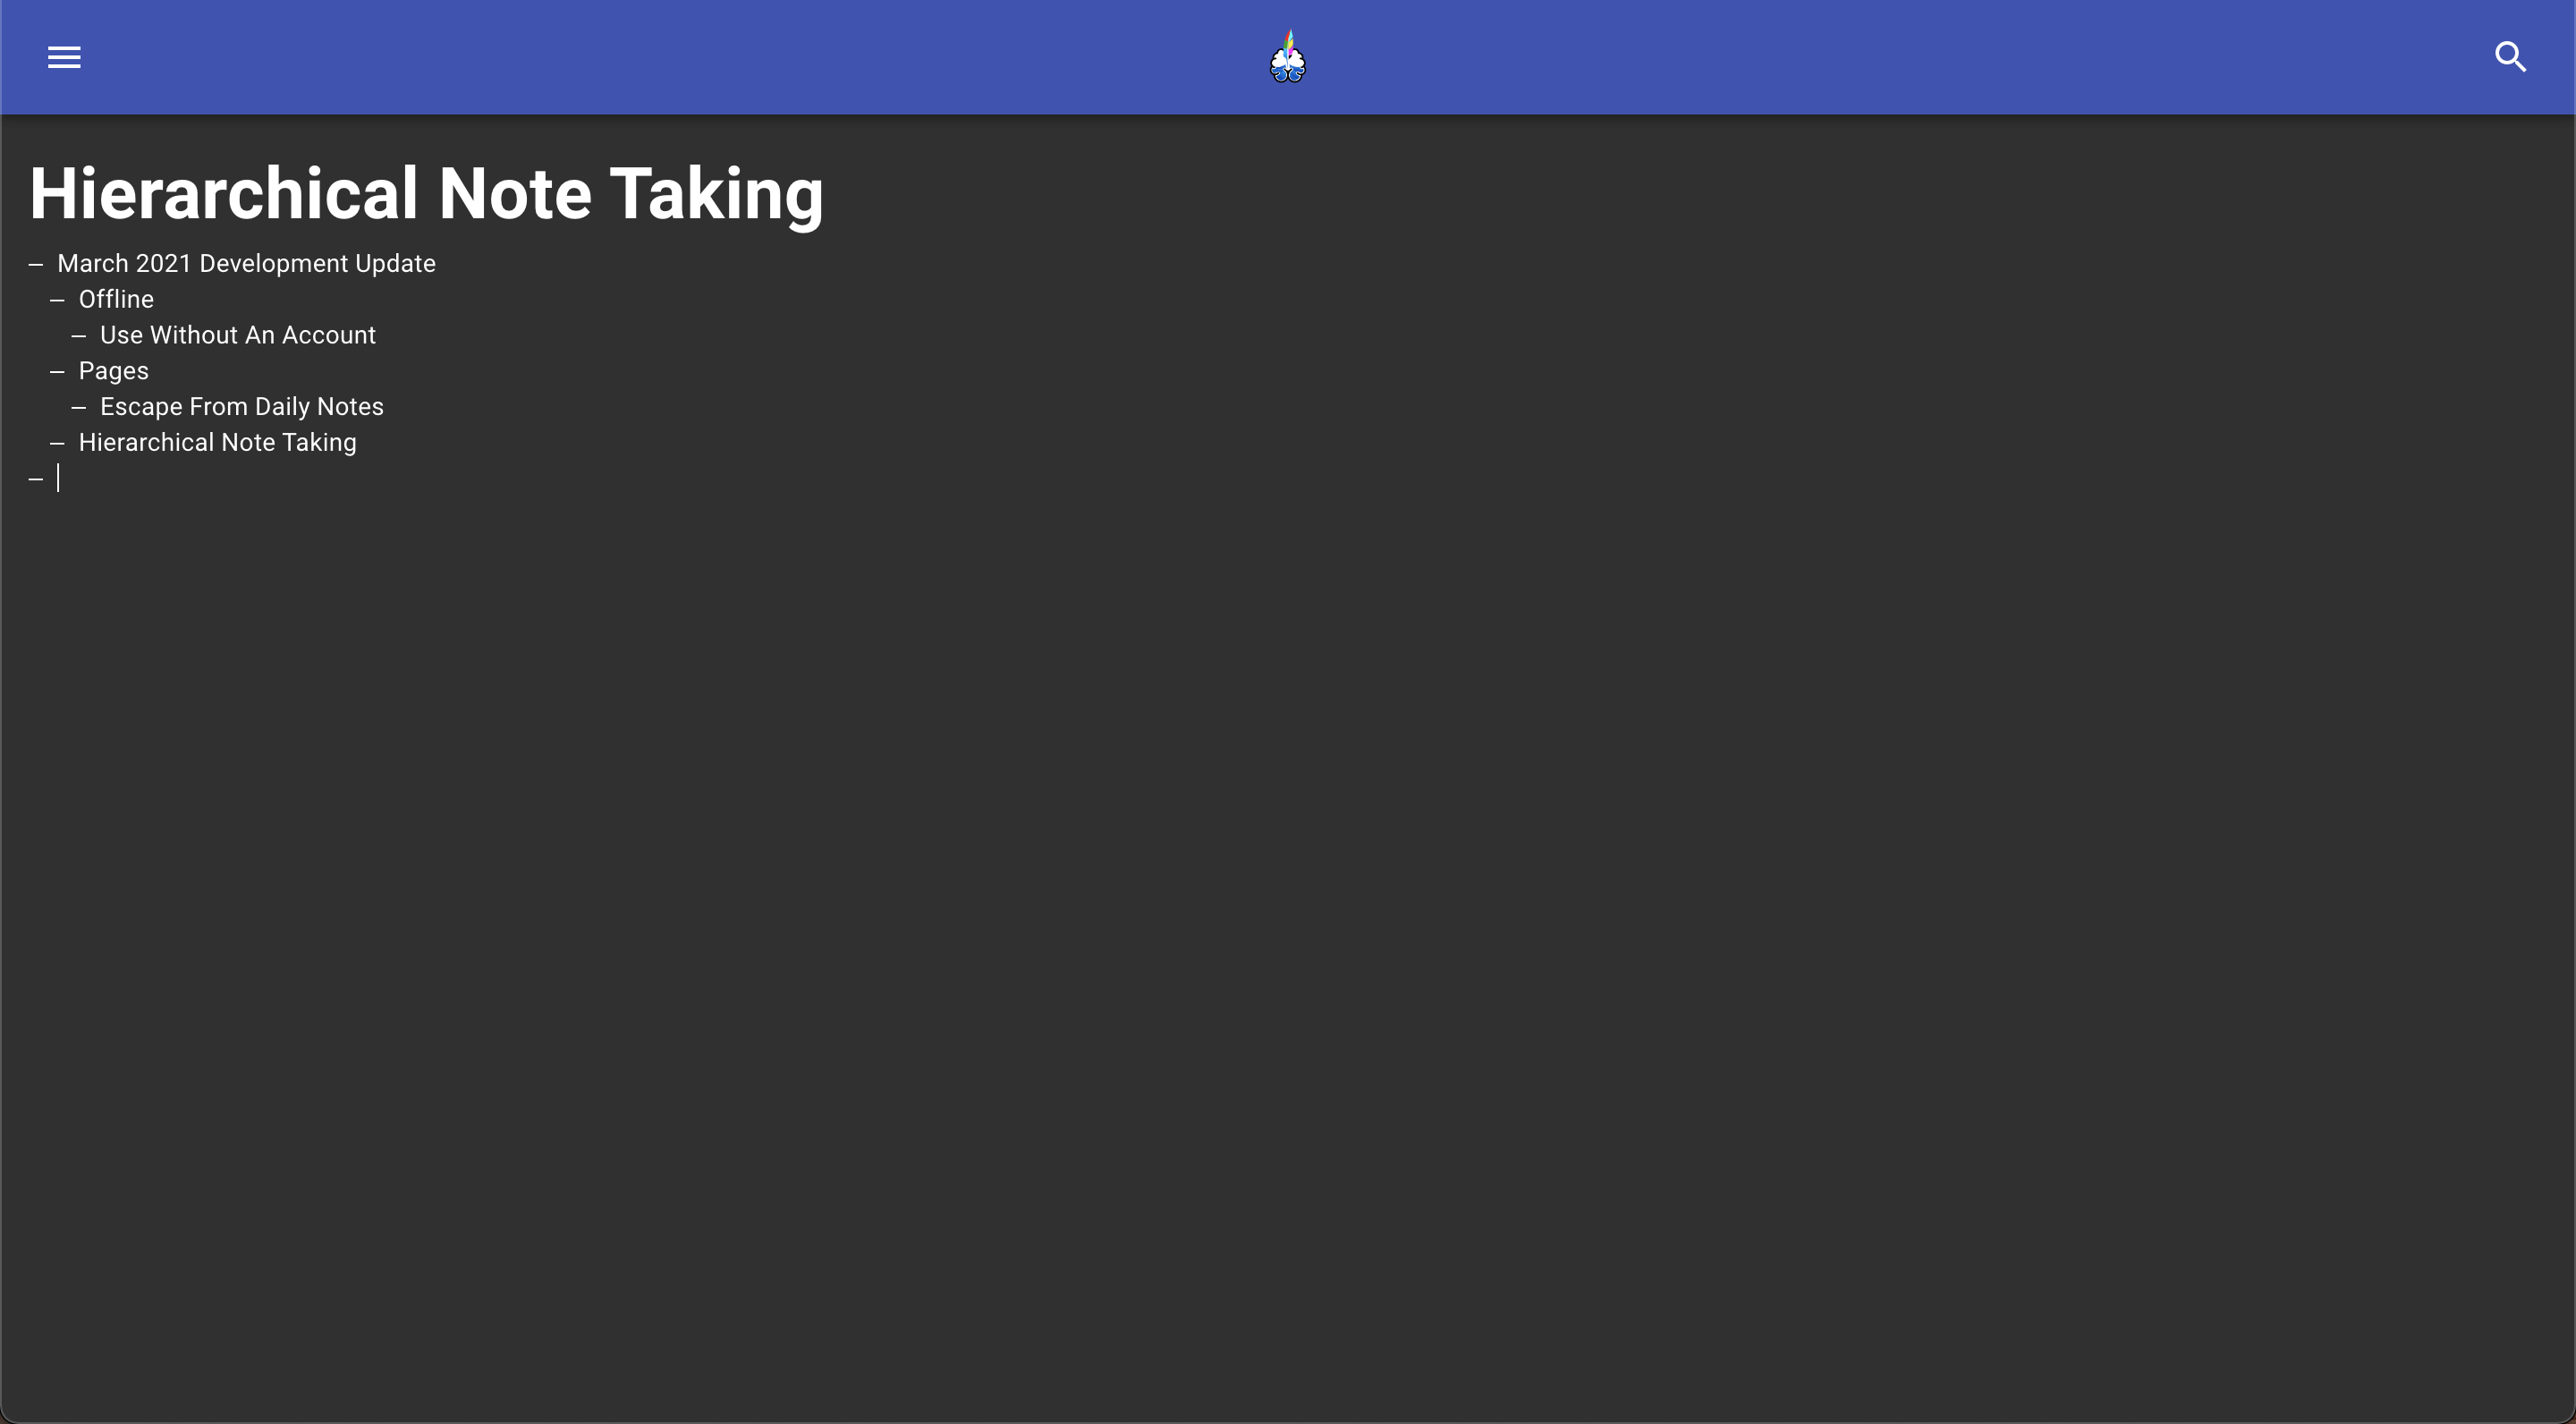 Hierarchical Note Taking
– March 2021 Development Update
– Offline
– Use Without An Account
– Pages
– Escape From Daily Notes
– Hierarchical Note Taking
–